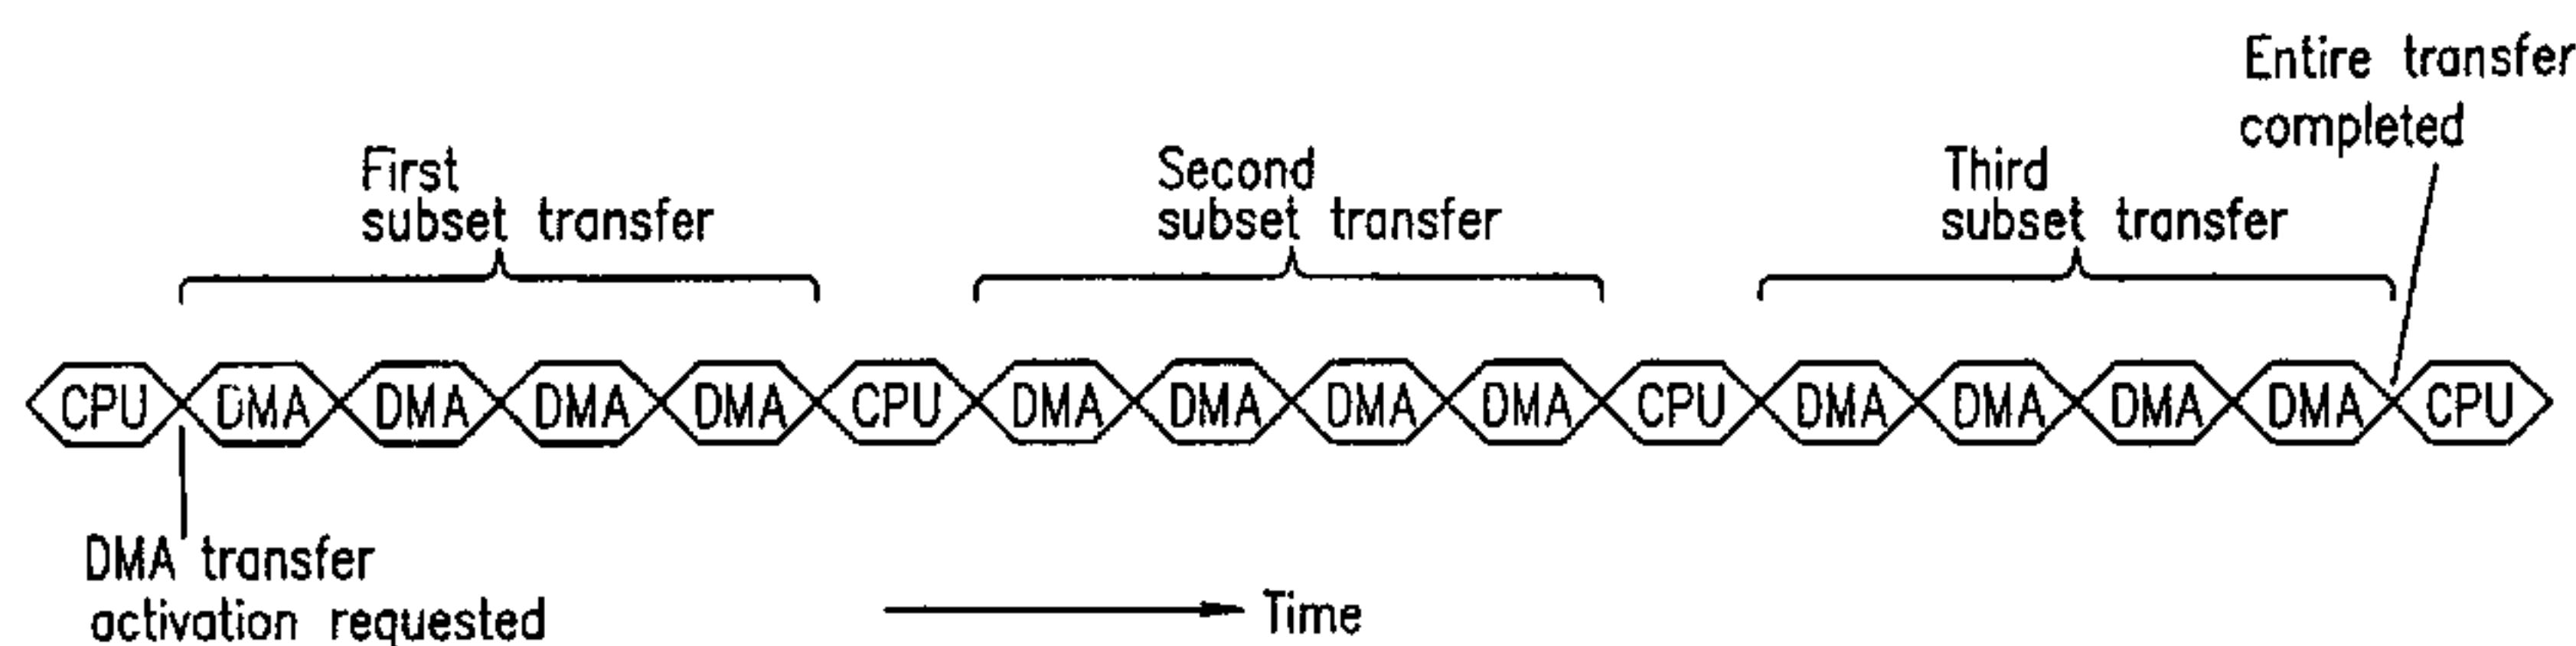 Entire transfer
completed
First
subset transfer
Second
subset transfer
Third
subset transfer
CPU DMA DMA DMA DMA CPU DMA DMA DMA DMA CPU DMA DMA DMA DMA CPU
DMA transfer
activation requested
Time